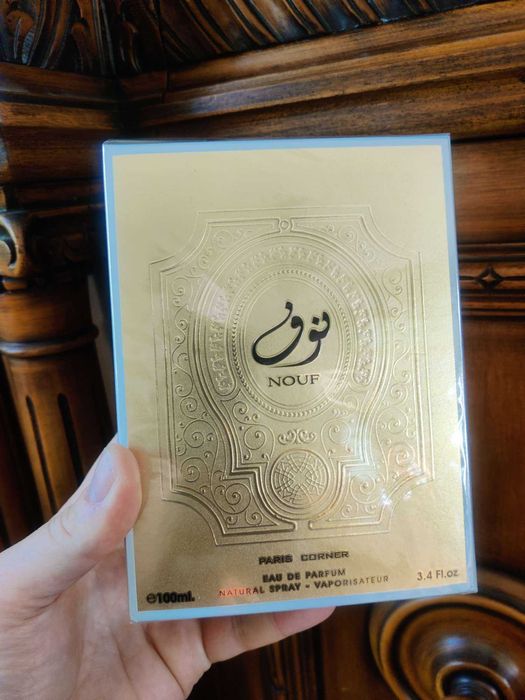 نوف
NOUF
PARIS CORNER
EAU DE PARFUM
℮100ml. NATURAL SPRAY - VAPORISATEUR 3.4 Fl.oz